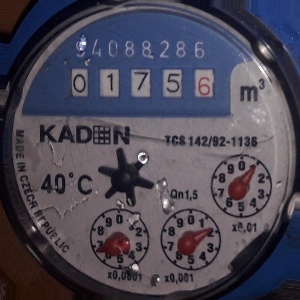 94088286
01756 m³
KADEN TCS 142/92-1136
MADE IN CZECH REPUBLIC
40°C
Qn1,5
x0,01
x0,0001 x0,001